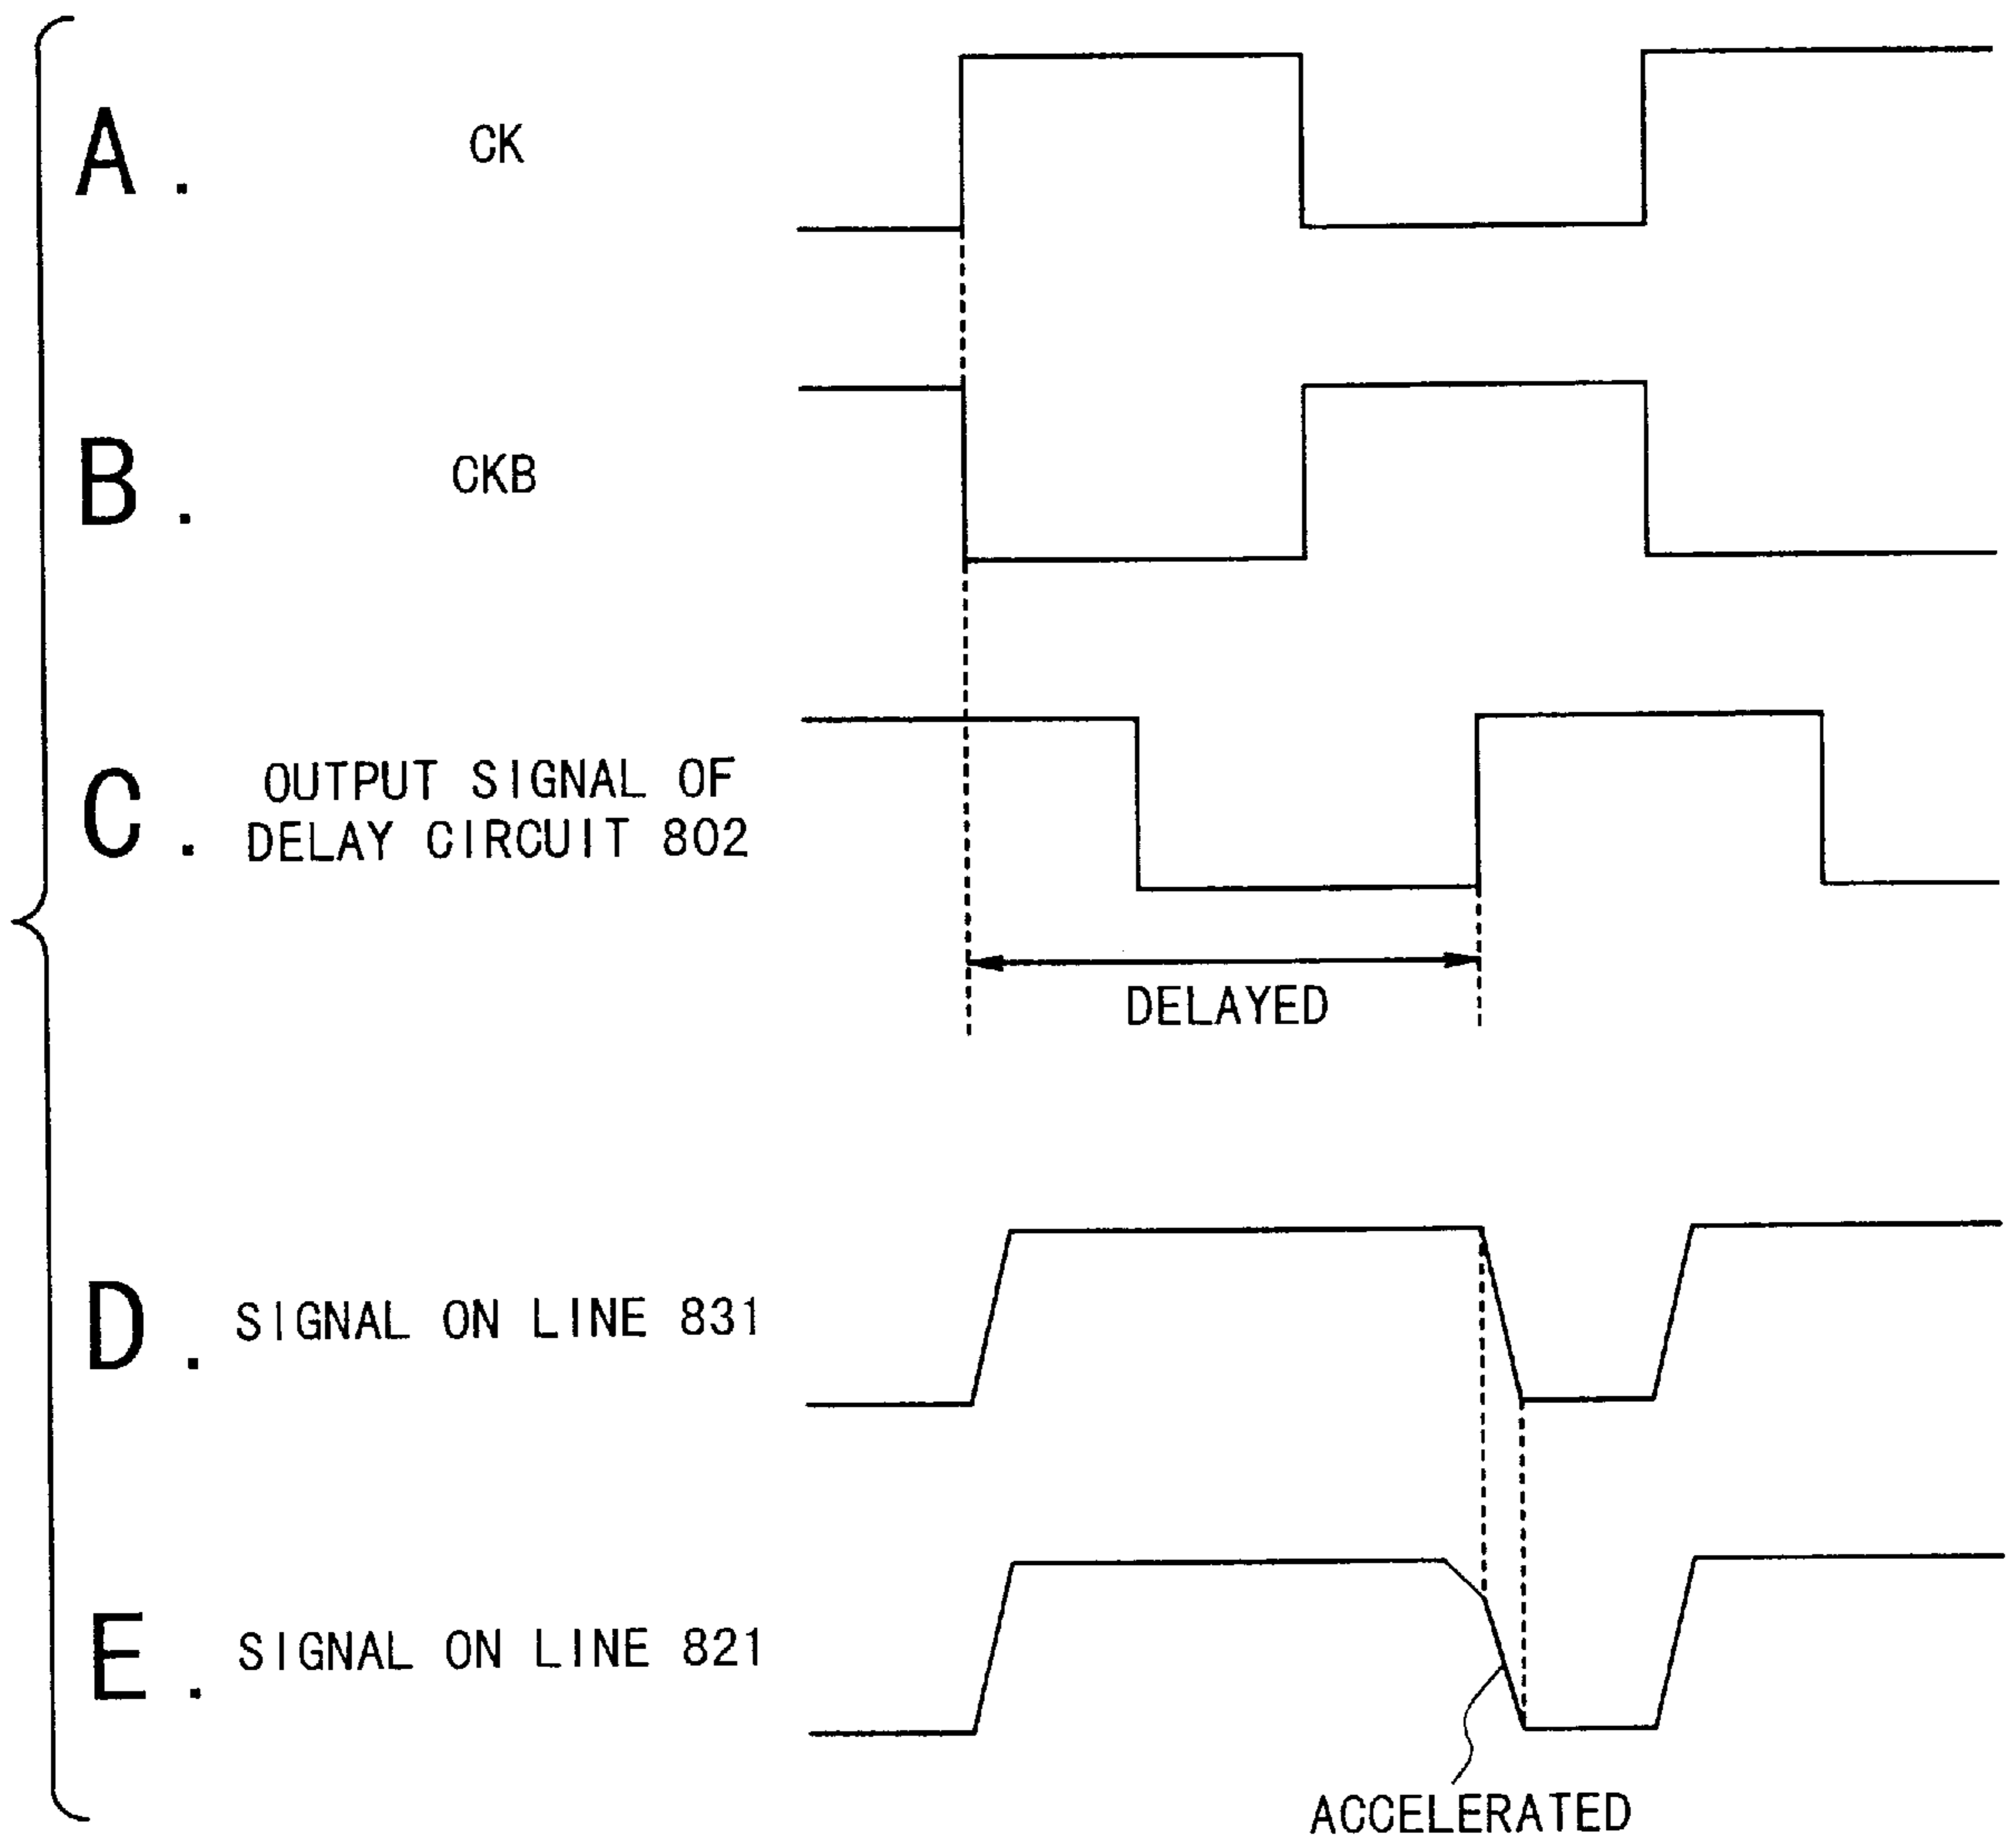 A. CK
B. CKB
C. OUTPUT SIGNAL OF
DELAY CIRCUIT 802
DELAYED
D. SIGNAL ON LINE 831
E. SIGNAL ON LINE 821
ACCELERATED